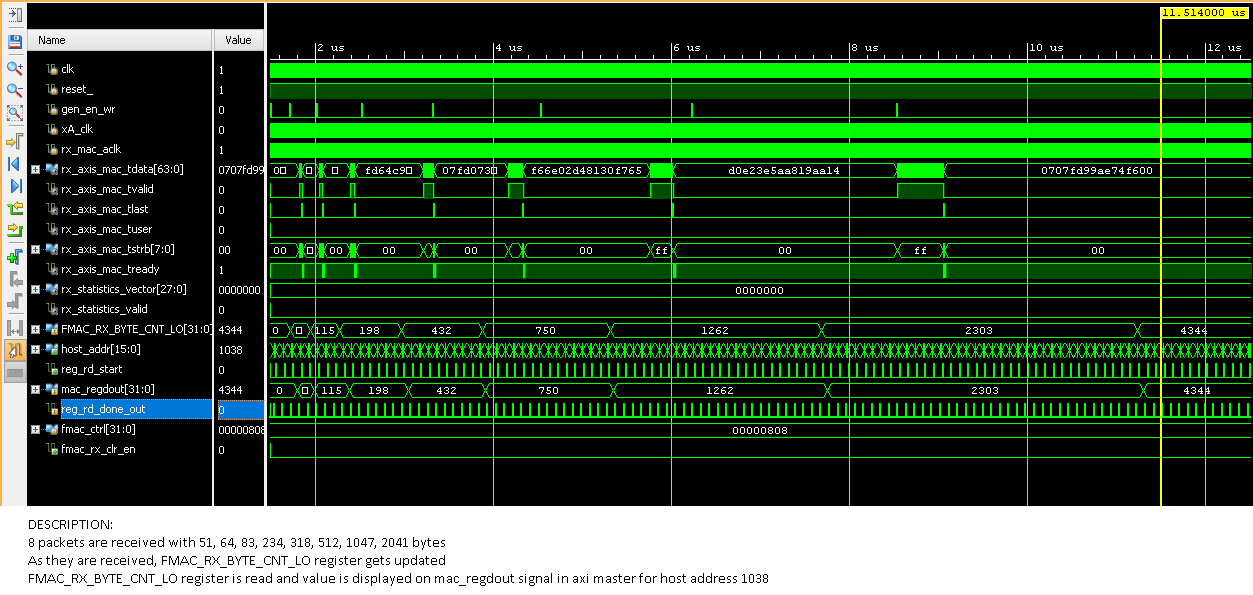 11.514000 us
Name Value 2 us 4 us 6 us 8 us 10 us 12 us
clk 1
reset_ 1
gen_en_wr 0
xA_clk 0
rx_mac_aclk 1
rx_axis_mac_tdata[63:0] 0707fd99 fd64c9 07fd073 f66e02d48130f765 d0e23e5aa819aa14 0707fd99ae74f600
rx_axis_mac_tvalid 0
rx_axis_mac_tlast 0
rx_axis_mac_tuser 0
rx_axis_mac_tstrb[7:0] 00 00 00 00 00 00 ff 00 ff 00
rx_axis_mac_tready 1
rx_statistics_vector[27:0] 0000000 0000000
rx_statistics_valid 0
FMAC_RX_BYTE_CNT_LO[31:0] 4344 0 115 198 432 750 1262 2303 4344
host_addr[15:0] 1038
reg_rd_start 0
mac_regdout[31:0] 4344 0 115 198 432 750 1262 2303 4344
reg_rd_done_out 0
fmac_ctrl[31:0] 00000808 00000808
fmac_rx_clr_en 0
DESCRIPTION:
8 packets are received with 51, 64, 83, 234, 318, 512, 1047, 2041 bytes
As they are received, FMAC_RX_BYTE_CNT_LO register gets updated
FMAC_RX_BYTE_CNT_LO register is read and value is displayed on mac_regdout signal in axi master for host address 1038